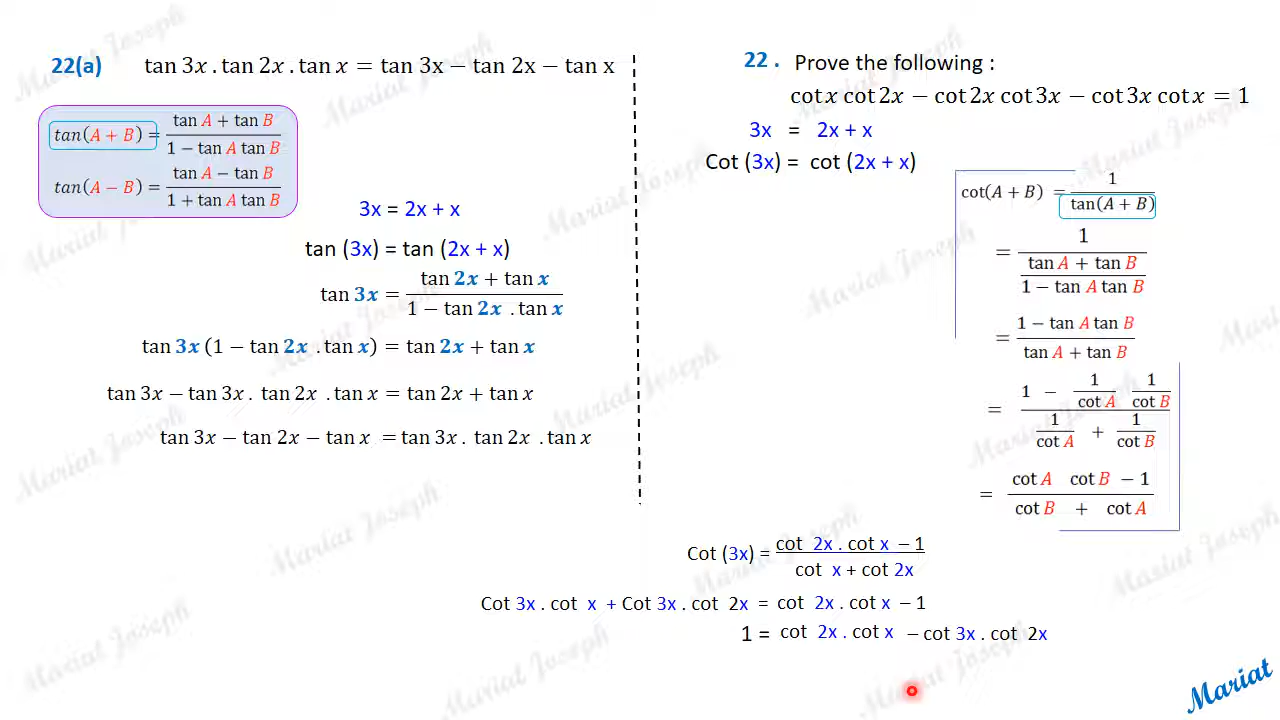 22(a) tan 3x . tan 2x . tan x = tan 3x − tan 2x − tan x
tan(A + B) = (tan A + tan B)/(1 − tan A tan B)
tan(A − B) = (tan A − tan B)/(1 + tan A tan B)
3x = 2x + x
tan (3x) = tan (2x + x)
tan 3x = (tan 2x + tan x)/(1 − tan 2x . tan x)
tan 3x (1 − tan 2x . tan x) = tan 2x + tan x
tan 3x − tan 3x . tan 2x . tan x = tan 2x + tan x
tan 3x − tan 2x − tan x = tan 3x . tan 2x . tan x
22 . Prove the following :
cot x cot 2x − cot 2x cot 3x − cot 3x cot x = 1
3x = 2x + x
Cot (3x) = cot (2x + x)
cot(A + B) = 1/tan(A + B)
= 1/((tan A + tan B)/(1 − tan A tan B))
= (1 − tan A tan B)/(tan A + tan B)
= (1 − 1/cot A 1/cot B)/(1/cot A + 1/cot B)
= (cot A cot B − 1)/(cot B + cot A)
Cot (3x) = (cot 2x . cot x − 1)/(cot x + cot 2x)
Cot 3x . cot x + Cot 3x . cot 2x = cot 2x . cot x − 1
1 = cot 2x . cot x − cot 3x . cot 2x
Mariat